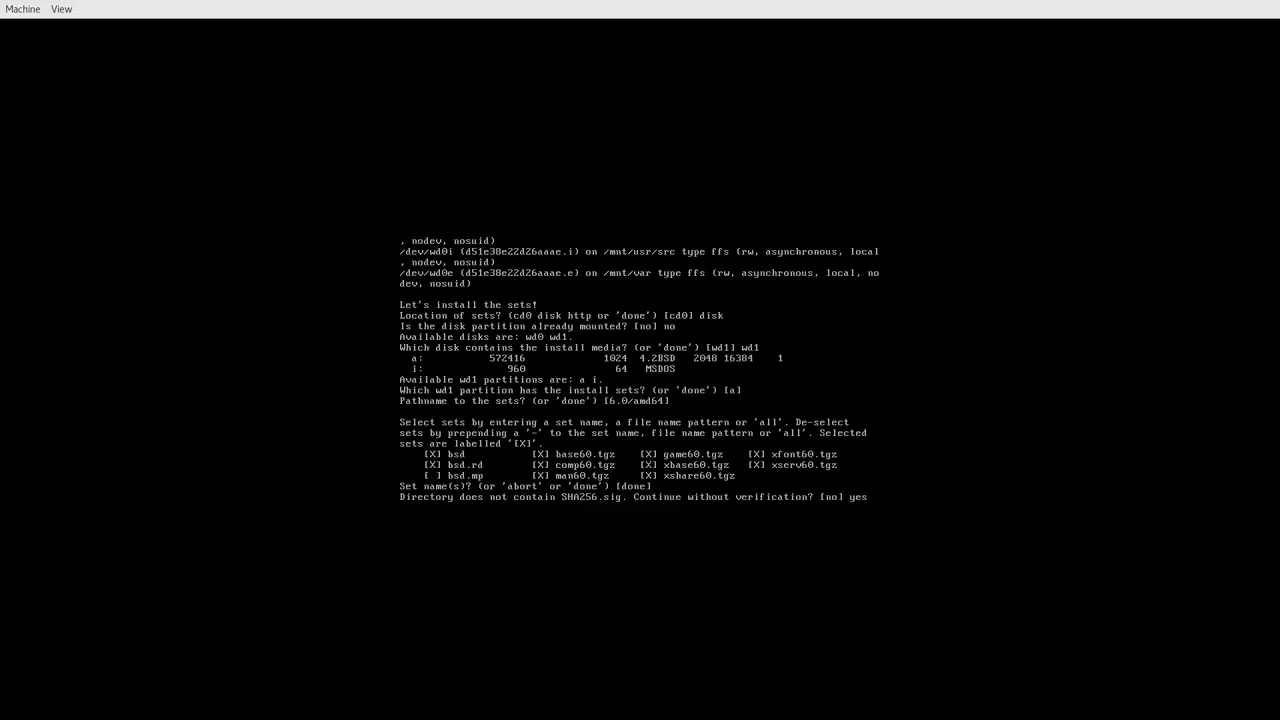 Machine View
, nodev, nosuid)
/dev/wd0i (d51e38e22d26aaae.i) on /mnt/usr/src type ffs (rw, asynchronous, local
, nodev, nosuid)
/dev/wd0e (d51e38e22d26aaae.e) on /mnt/var type ffs (rw, asynchronous, local, no
dev, nosuid)
Let's install the sets!
Location of sets? (cd0 disk http or 'done') [cd0] disk
Is the disk partition already mounted? [no] no
Available disks are: wd0 wd1.
Which disk contains the install media? (or 'done') [wd1] wd1
a: 572416 1024 4.2BSD 2048 16384 1
i: 960 64 MSDOS
Available wd1 partitions are: a i.
Which wd1 partition has the install sets? (or 'done') [a]
Pathname to the sets? (or 'done') [6.0/amd64]
Select sets by entering a set name, a file name pattern or 'all'. De-select
sets by prepending a '-' to the set name, file name pattern or 'all'. Selected
sets are labelled '[X]'.
[X] bsd [X] base60.tgz [X] game60.tgz [X] xfont60.tgz
[X] bsd.rd [X] comp60.tgz [X] xbase60.tgz [X] xserv60.tgz
[ ] bsd.mp [X] man60.tgz [X] xshare60.tgz
Set name(s)? (or 'abort' or 'done') [done]
Directory does not contain SHA256.sig. Continue without verification? [no] yes